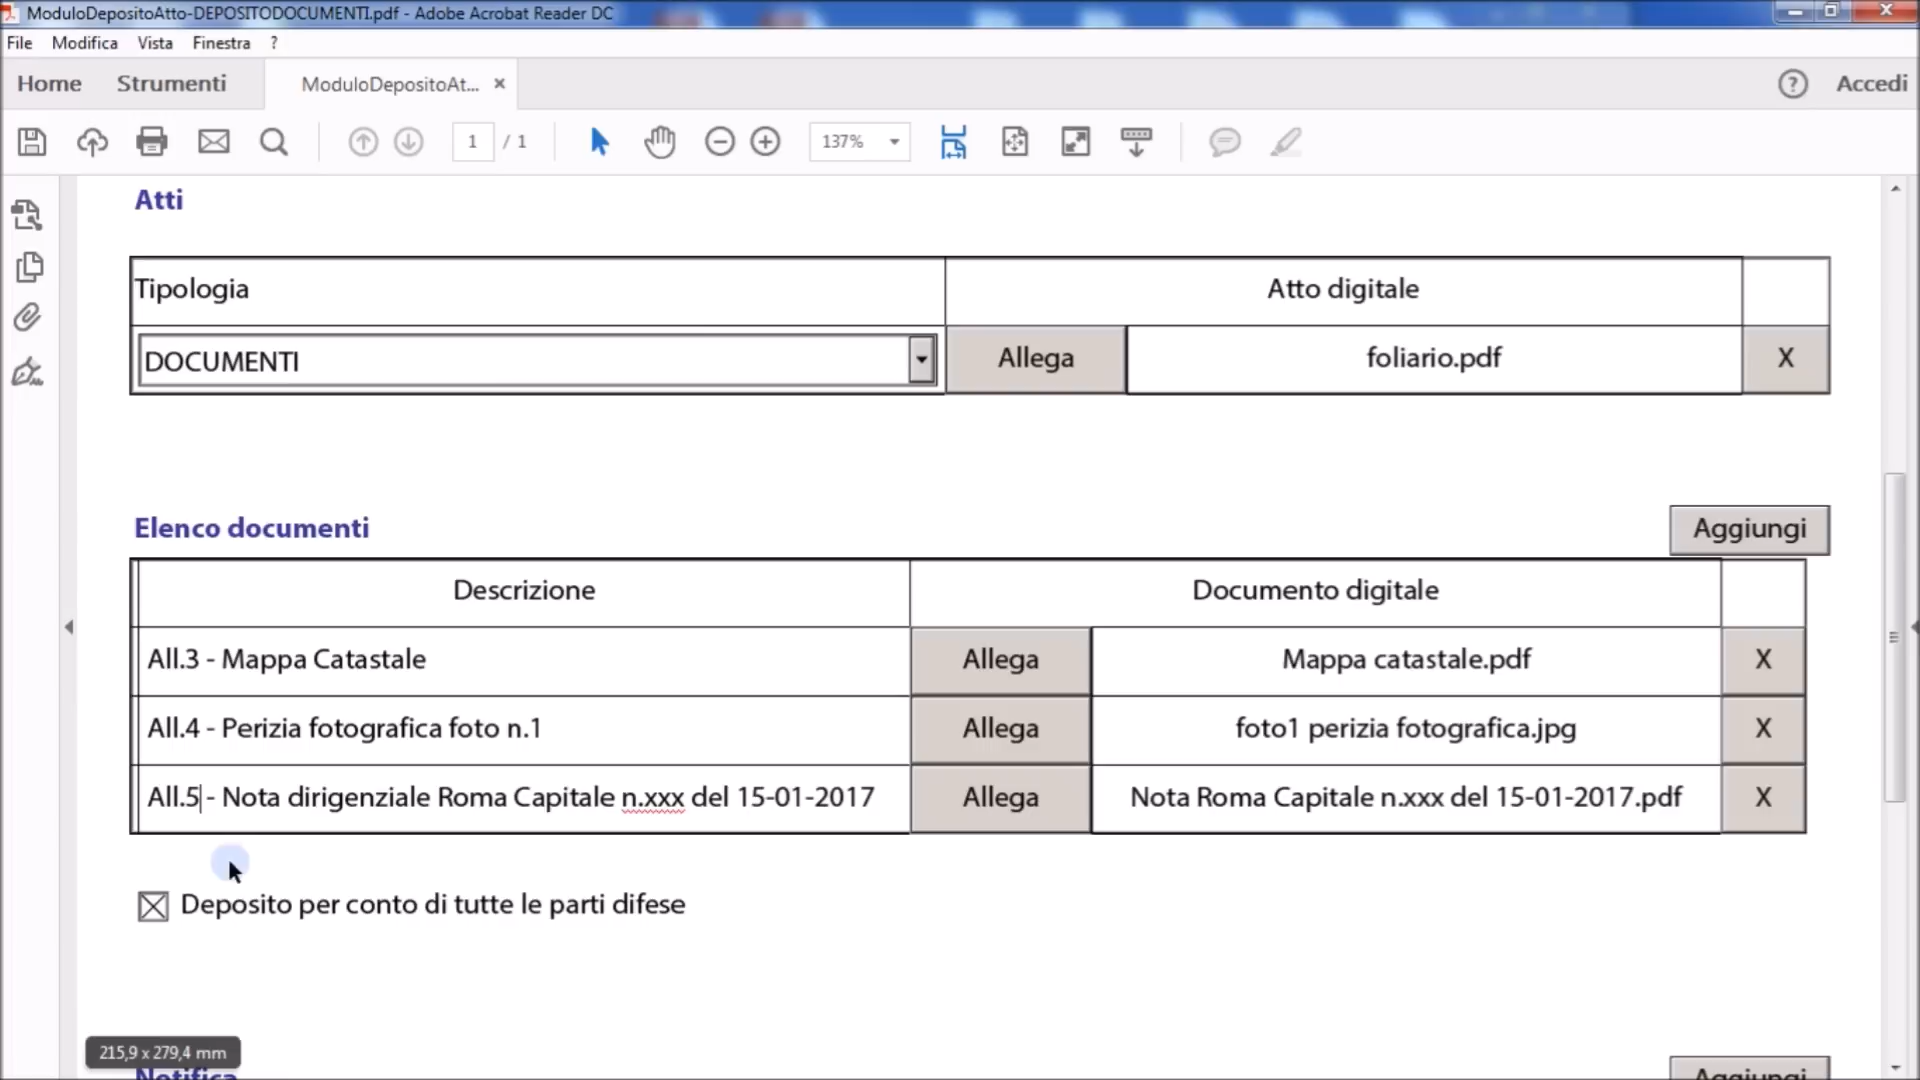 ModuloDepositoAtto-DEPOSITODOCUMENTI.pdf - Adobe Acrobat Reader DC
File Modifica Vista Finestra ?
Home Strumenti ModuloDepositoAt... × ? Accedi
1 / 1 137%
Atti
Tipologia Atto digitale
DOCUMENTI Allega foliario.pdf X
Elenco documenti Aggiungi
Descrizione Documento digitale
All.3 - Mappa Catastale Allega Mappa catastale.pdf X
All.4 - Perizia fotografica foto n.1 Allega foto1 perizia fotografica.jpg X
All.5 - Nota dirigenziale Roma Capitale n.xxx del 15-01-2017 Allega Nota Roma Capitale n.xxx del 15-01-2017.pdf X
Deposito per conto di tutte le parti difese
215,9 x 279,4 mm
Notifica Aggiungi